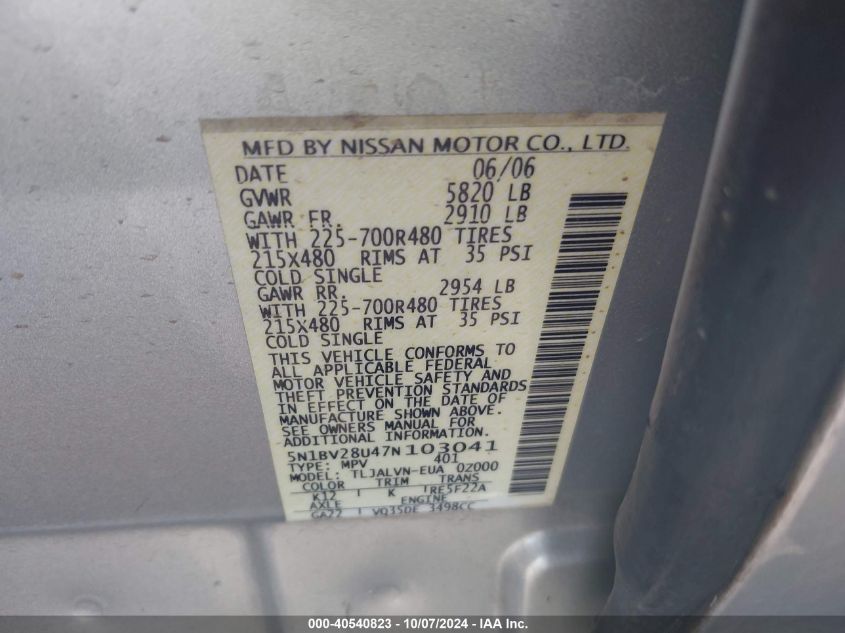 MFD BY NISSAN MOTOR CO., LTD.
DATE 06/06
GVWR 5820 LB
GAWR FR. 2910 LB
WITH 225-700R480 TIRES
215X480 RIMS AT 35 PSI
COLD SINGLE
GAWR RR. 2954 LB
WITH 225-700R480 TIRES
215X480 RIMS AT 35 PSI
COLD SINGLE
THIS VEHICLE CONFORMS TO
ALL APPLICABLE FEDERAL
MOTOR VEHICLE SAFETY AND
THEFT PREVENTION STANDARDS
IN EFFECT ON THE DATE OF
MANUFACTURE SHOWN ABOVE.
SEE OWNERS MANUAL FOR
ADDITIONAL INFORMATION.
5N1BV28U47N103041
TYPE: MPV 401
MODEL: TLJALVN-EUA 0Z000
COLOR TRIM TRANS
K12 K RE5F22A
AXLE ENGINE
GA22 VQ35DE 3498CC
000-40540823 - 10/07/2024 - IAA Inc.